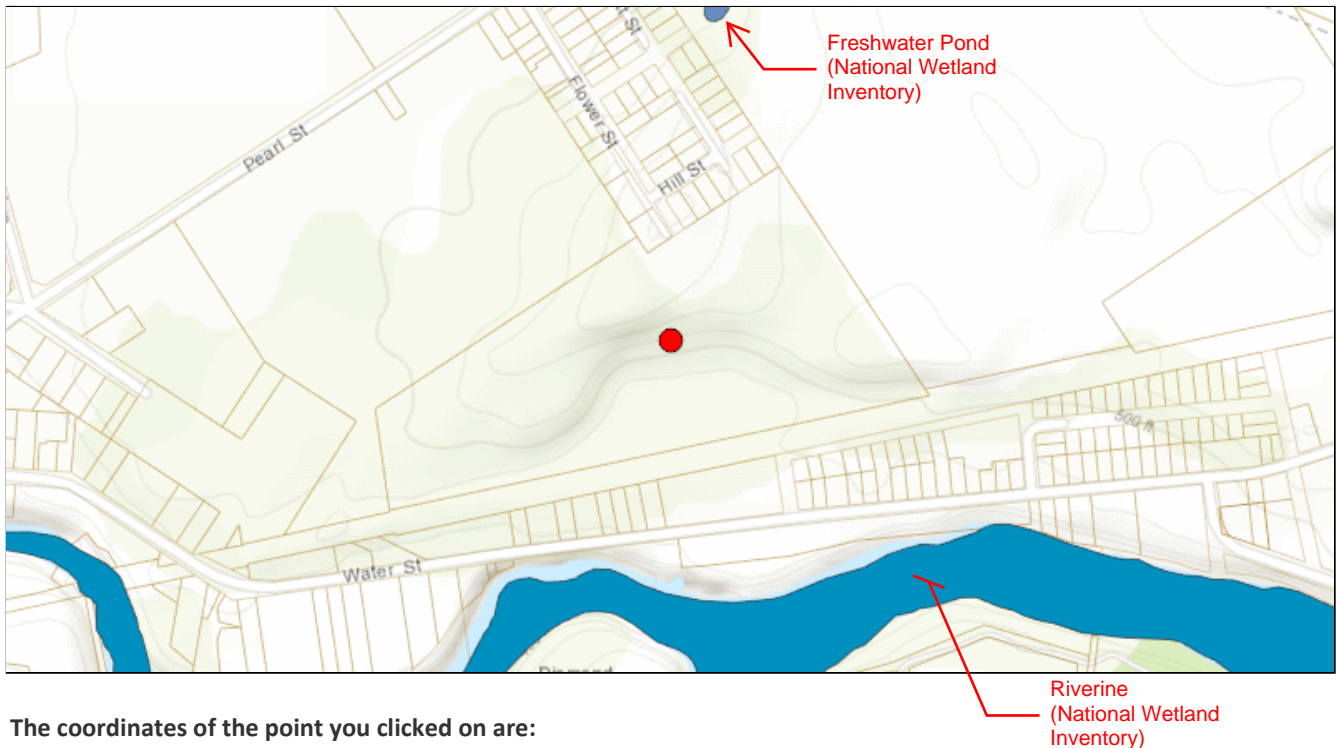 Freshwater Pond
(National Wetland
Inventory)
Flower St
Pearl St
Hill St
500 ft
Water St
Riverine
(National Wetland
Inventory)
The coordinates of the point you clicked on are: